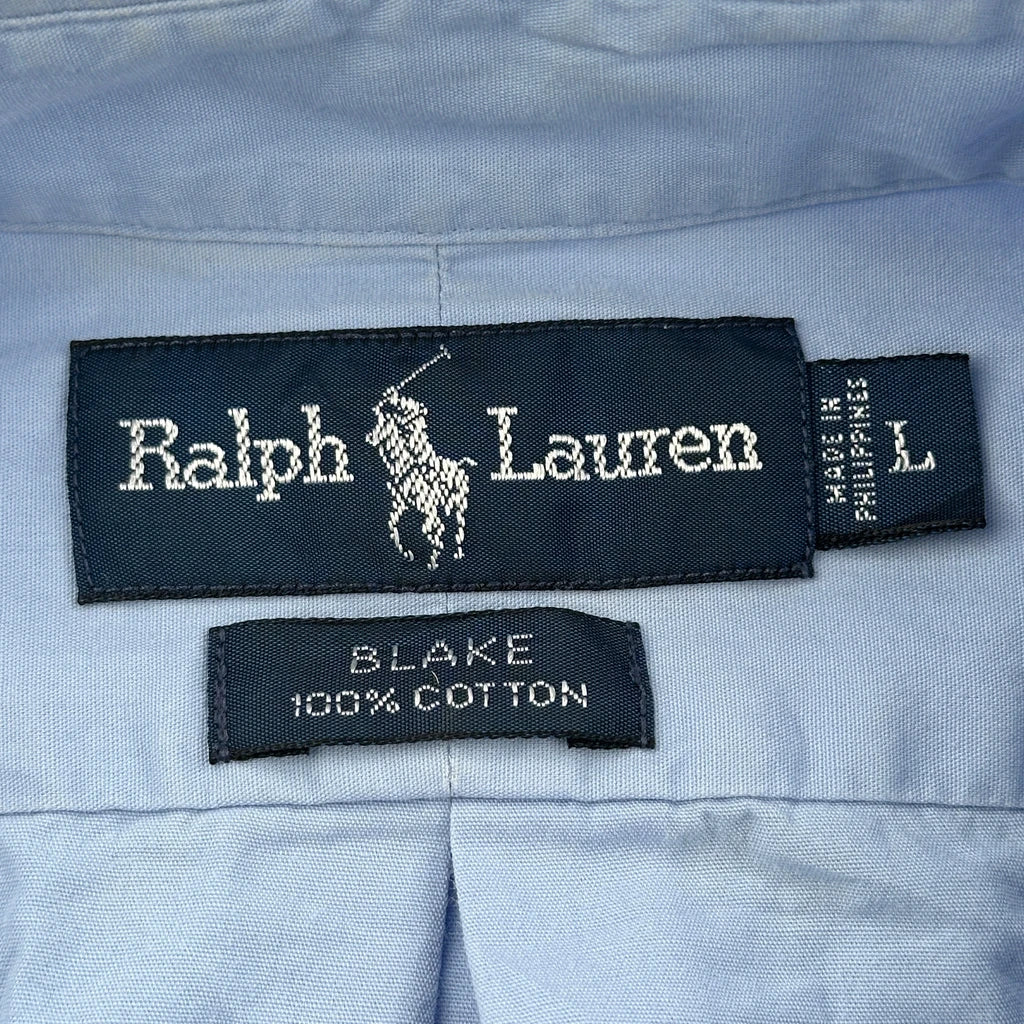 Ralph Lauren
MADE IN
PHILIPPINES
L
BLAKE
100% COTTON